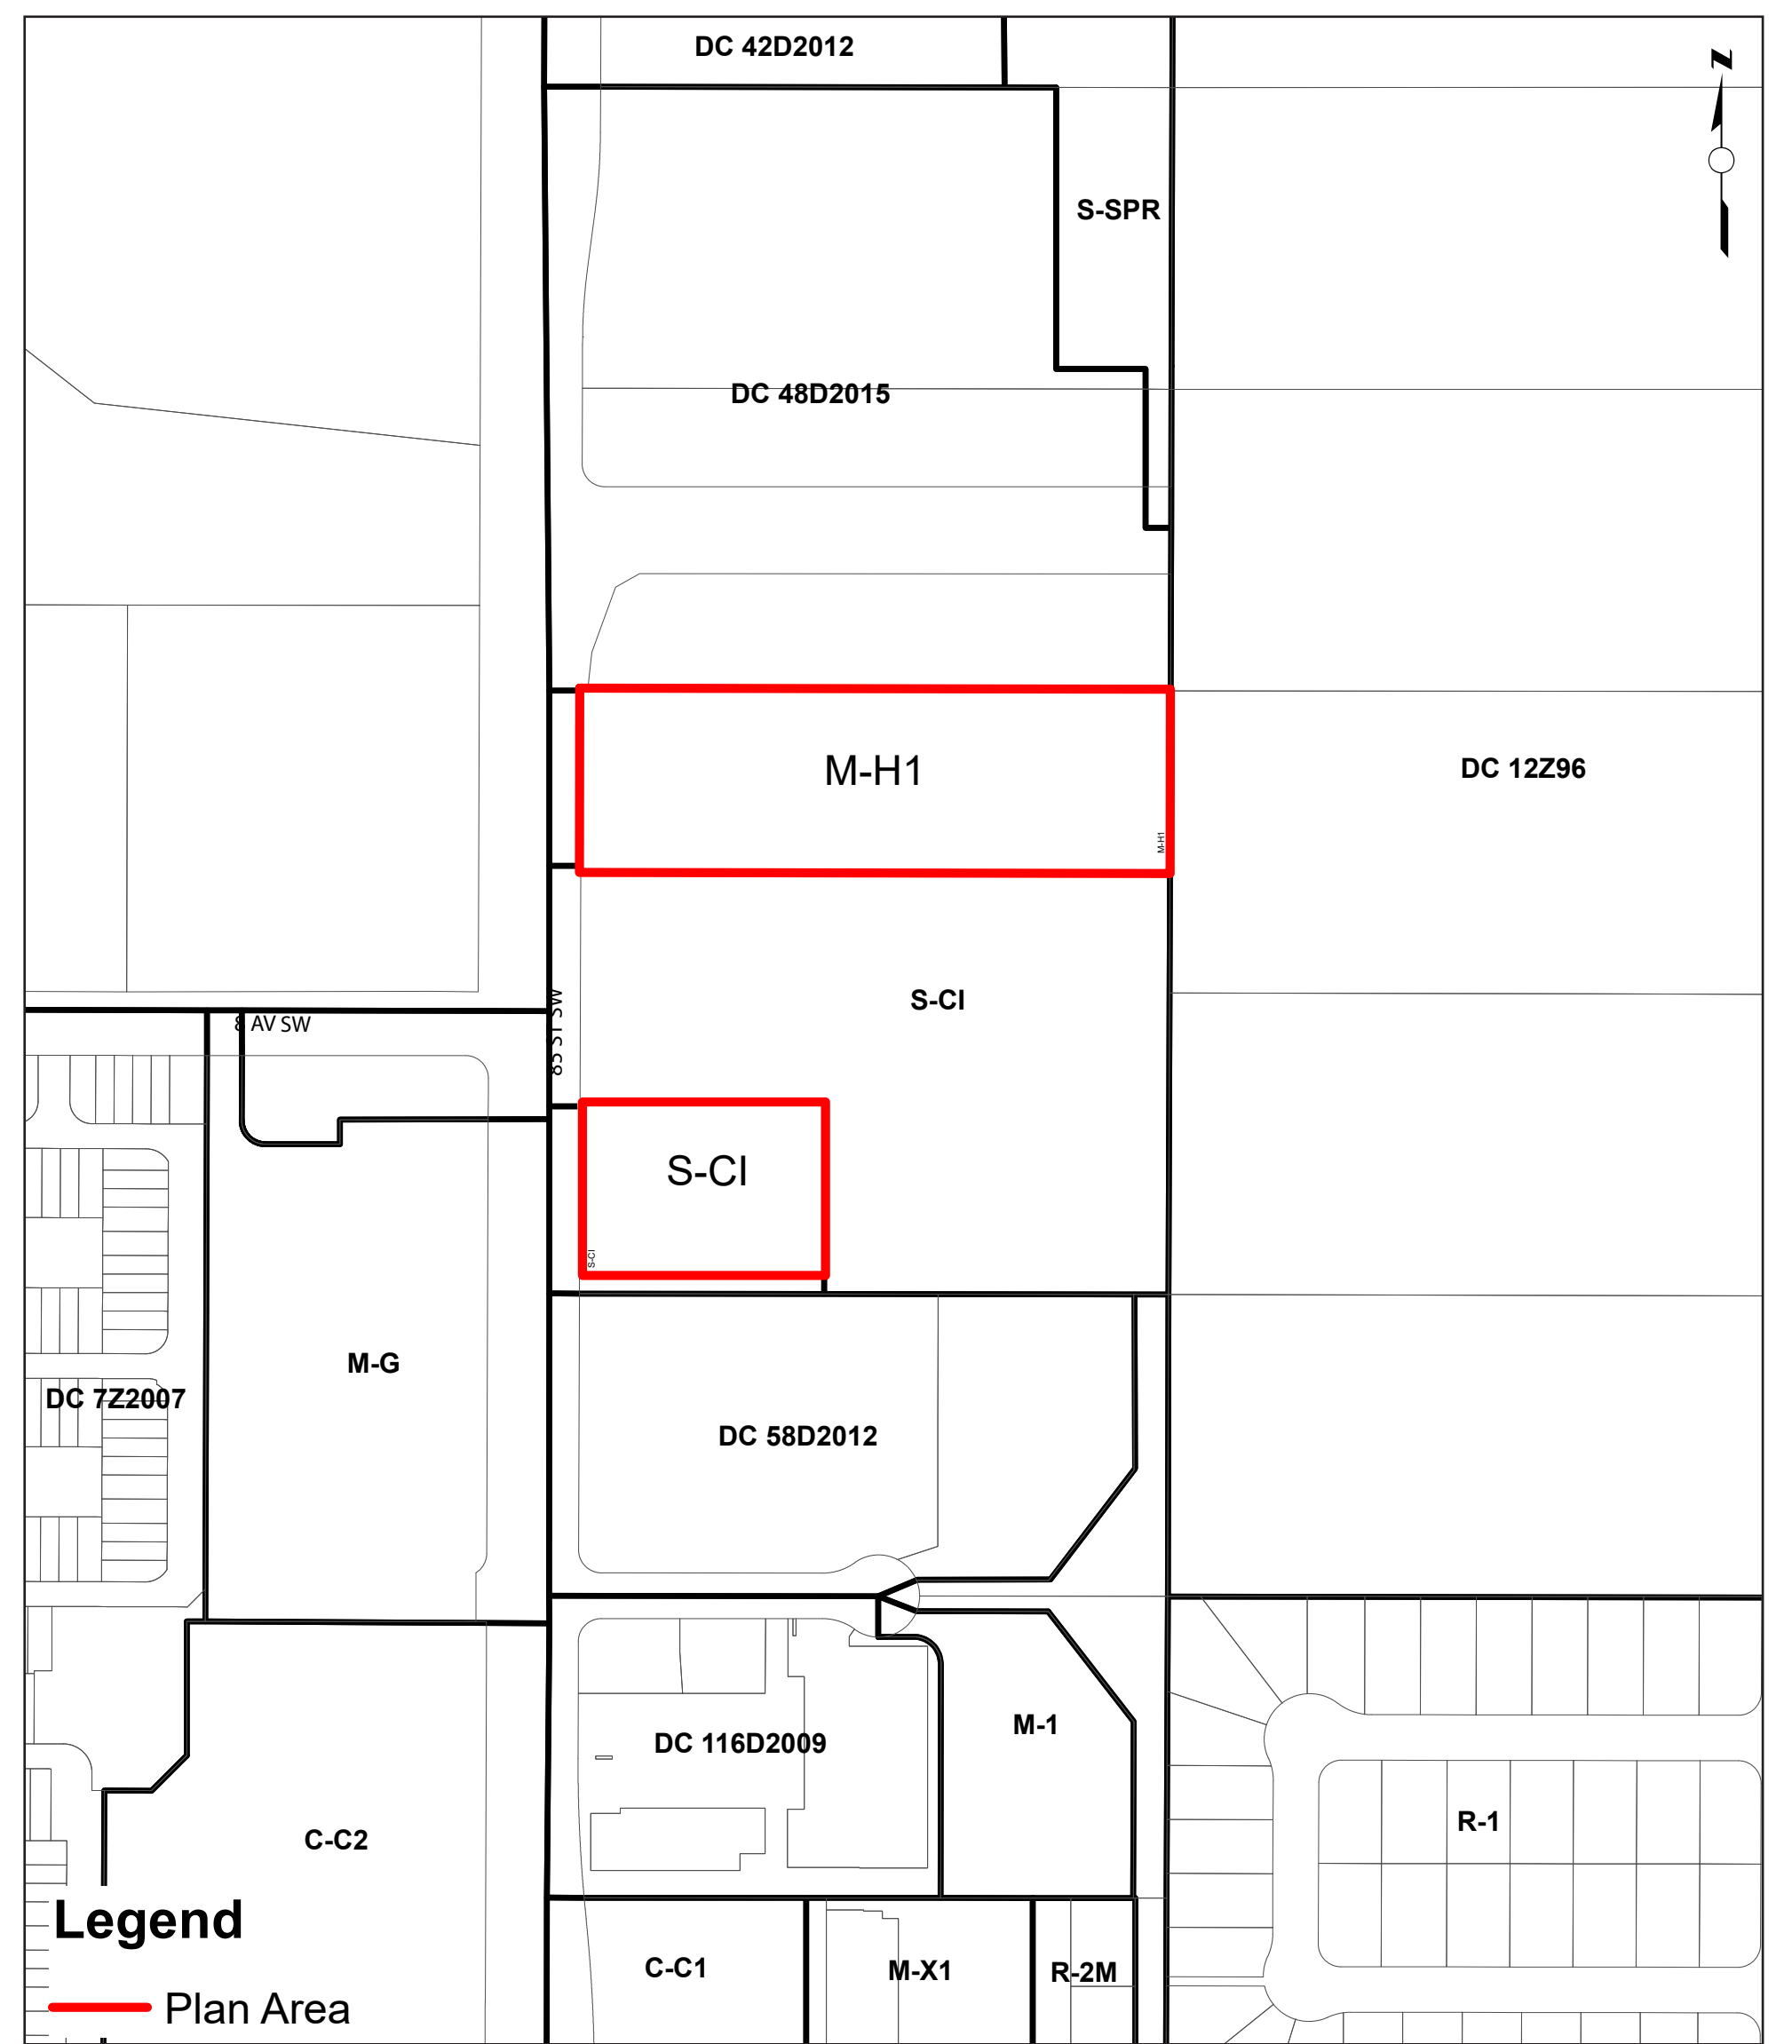 DC 42D2012
N
S-SPR
DC 48D2015
M-H1
DC 12Z96
M-H1
S-CI
8 AV SW
85 ST SW
S-CI
S-CI
M-G
DC 7Z2007
DC 58D2012
M-1
DC 116D2009
R-1
C-C2
Legend
C-C1
M-X1
R-2M
Plan Area